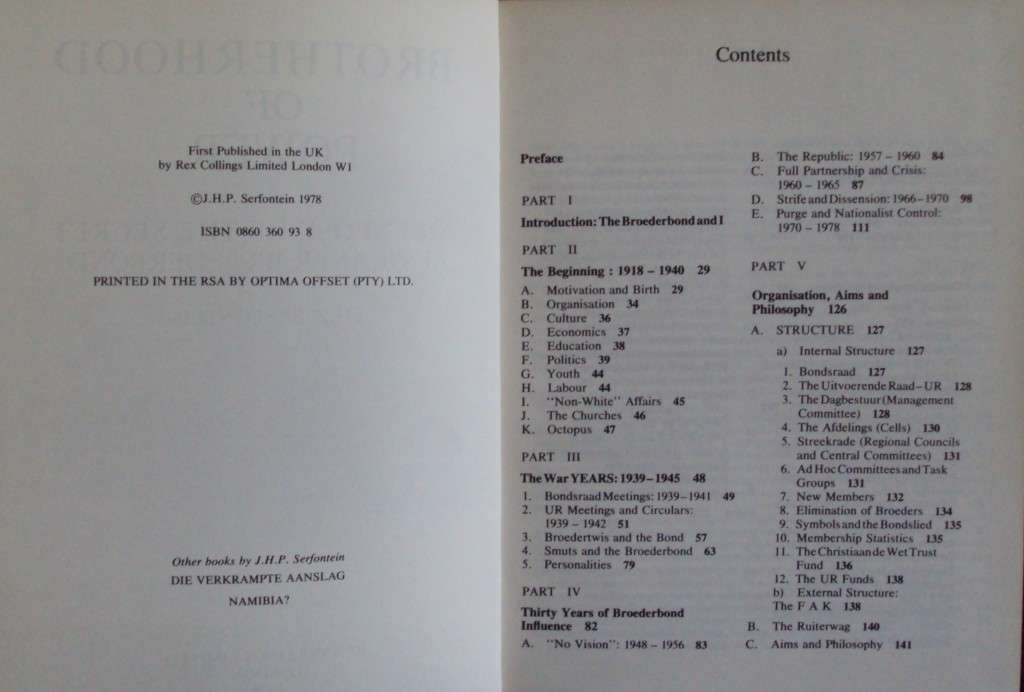 First Published in the UK
by Rex Collings Limited London W1
©J.H.P. Serfontein 1978
ISBN 0860 360 93 8
PRINTED IN THE RSA BY OPTIMA OFFSET (PTY) LTD.
Other books by J.H.P. Serfontein
DIE VERKRAMPTE AANSLAG
NAMIBIA?
Contents
Preface
PART I
Introduction: The Broederbond and I
PART II
The Beginning : 1918 – 1940 29
A. Motivation and Birth 29
B. Organisation 34
C. Culture 36
D. Economics 37
E. Education 38
F. Politics 39
G. Youth 44
H. Labour 44
I. "Non-White" Affairs 45
J. The Churches 46
K. Octopus 47
PART III
The War YEARS: 1939–1945 48
1. Bondsraad Meetings: 1939–1941 49
2. UR Meetings and Circulars:
1939 – 1942 51
3. Broedertwis and the Bond 57
4. Smuts and the Broederbond 63
5. Personalities 79
PART IV
Thirty Years of Broederbond
Influence 82
A. "No Vision": 1948 – 1956 83
B. The Republic: 1957 – 1960 84
C. Full Partnership and Crisis:
1960 – 1965 87
D. Strife and Dissension: 1966–1970 98
E. Purge and Nationalist Control:
1970 – 1978 111
PART V
Organisation, Aims and
Philosophy 126
A. STRUCTURE 127
a) Internal Structure 127
1. Bondsraad 127
2. The Uitvoerende Raad–UR 128
3. The Dagbestuur (Management
Committee) 128
4. The Afdelings (Cells) 130
5. Streekrade (Regional Councils
and Central Committees) 131
6. Ad Hoc Committees and Task
Groups 131
7. New Members 132
8. Elimination of Broeders 134
9. Symbols and the Bondslied 135
10. Membership Statistics 135
11. The Christiaan de Wet Trust
Fund 136
12. The UR Funds 138
b) External Structure:
The F A K 138
B. The Ruiterwag 140
C. Aims and Philosophy 141